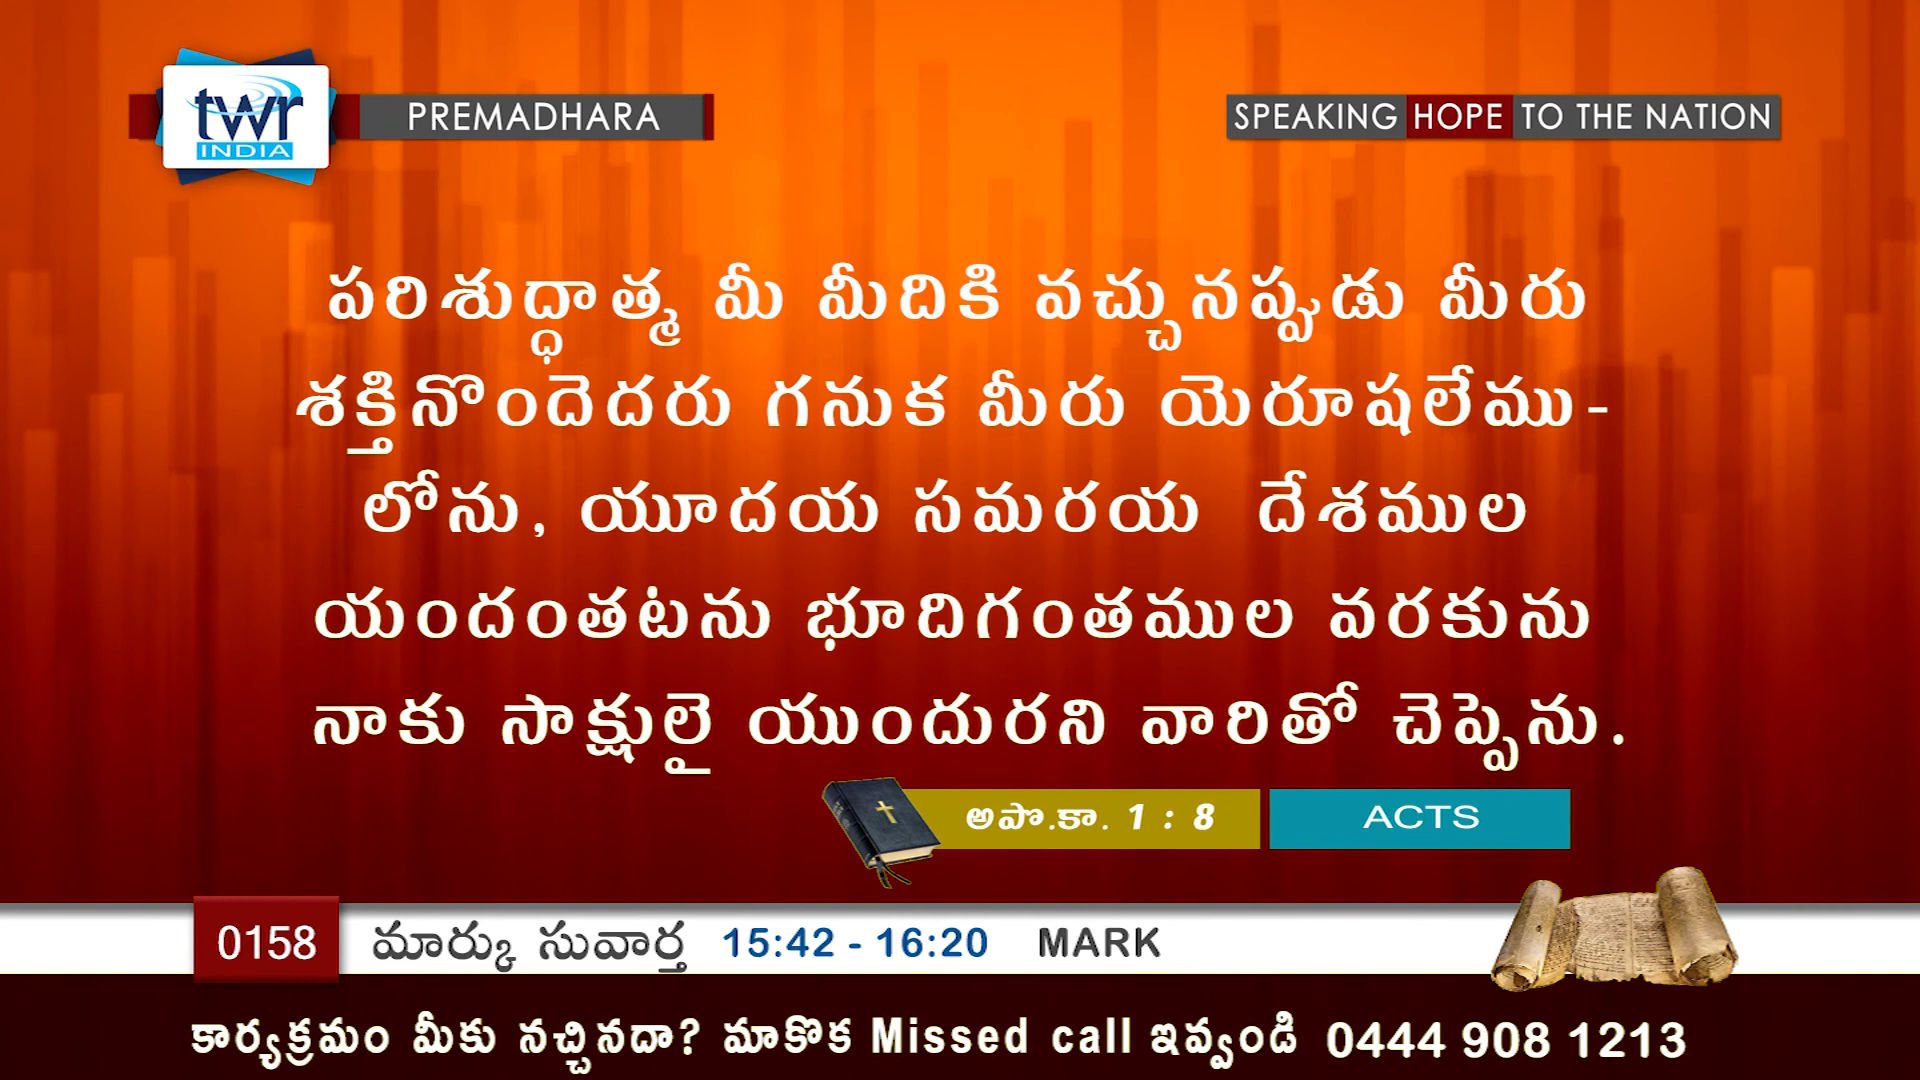 twr
INDIA
PREMADHARA
SPEAKING HOPE TO THE NATION
పరిశుద్ధాత్మ మీ మీదికి వచ్చునప్పుడు మీరు
శక్తినొందెదరు గనుక మీరు యెరూషలేము-
లోను, యూదయ సమరయ దేశముల
యందంతటను భూదిగంతముల వరకును
నాకు సాక్షులై యుందురని వారితో చెప్పెను.
అపొ.కా. 1 : 8
ACTS
0158 మార్కు సువార్త 15:42 - 16:20 MARK
కార్యక్రమం మీకు నచ్చినదా? మాకొక Missed call ఇవ్వండి 0444 908 1213